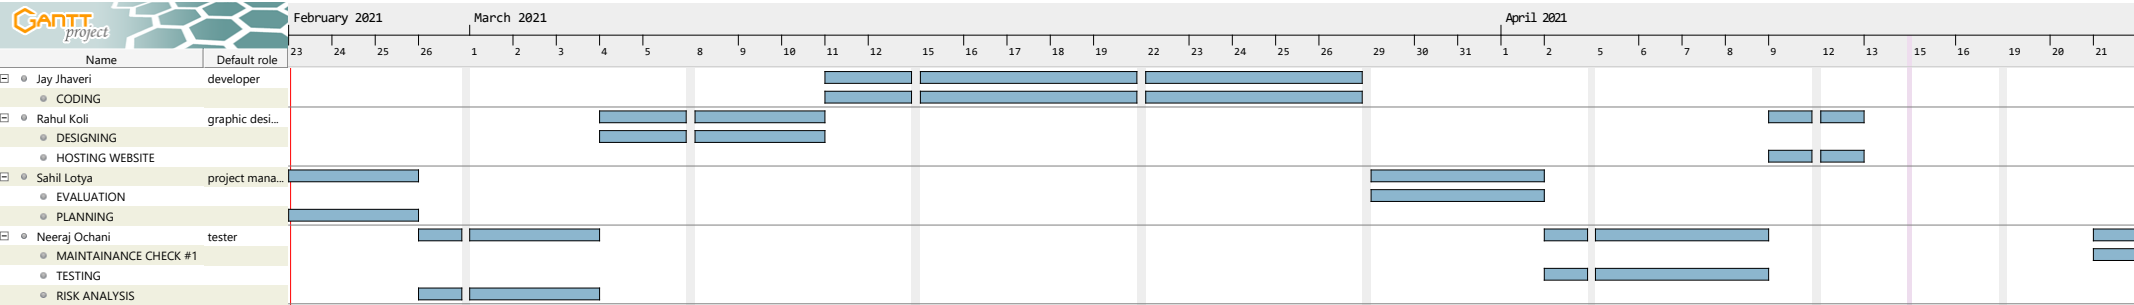 GANTT
project
February 2021 March 2021 April 2021
23 24 25 26 1 2 3 4 5 8 9 10 11 12 15 16 17 18 19 22 23 24 25 26 29 30 31 1 2 5 6 7 8 9 12 13 15 16 19 20 21
Name Default role
Jay Jhaveri developer
CODING
Rahul Koli graphic desi...
DESIGNING
HOSTING WEBSITE
Sahil Lotya project mana...
EVALUATION
PLANNING
Neeraj Ochani tester
MAINTAINANCE CHECK #1
TESTING
RISK ANALYSIS